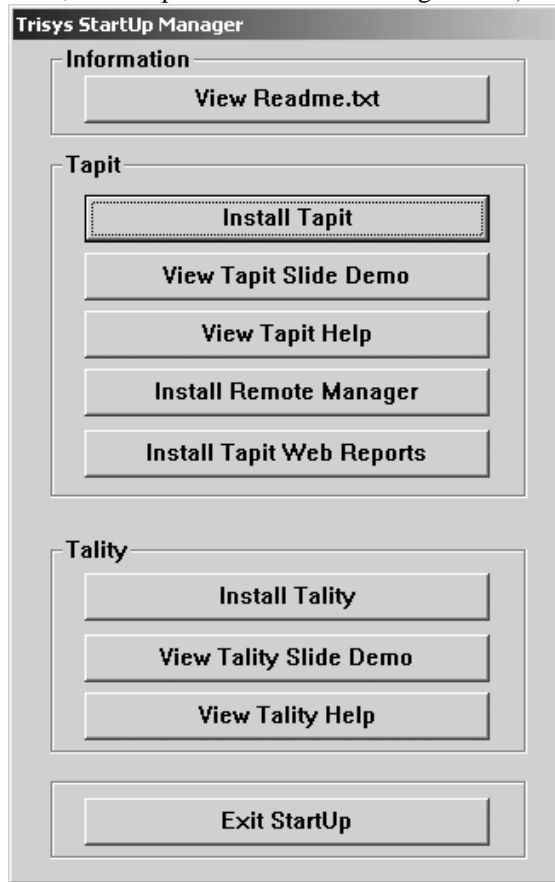 Trisys StartUp Manager
Information
View Readme.txt
Tapit
Install Tapit
View Tapit Slide Demo
View Tapit Help
Install Remote Manager
Install Tapit Web Reports
Tality
Install Tality
View Tality Slide Demo
View Tality Help
Exit StartUp